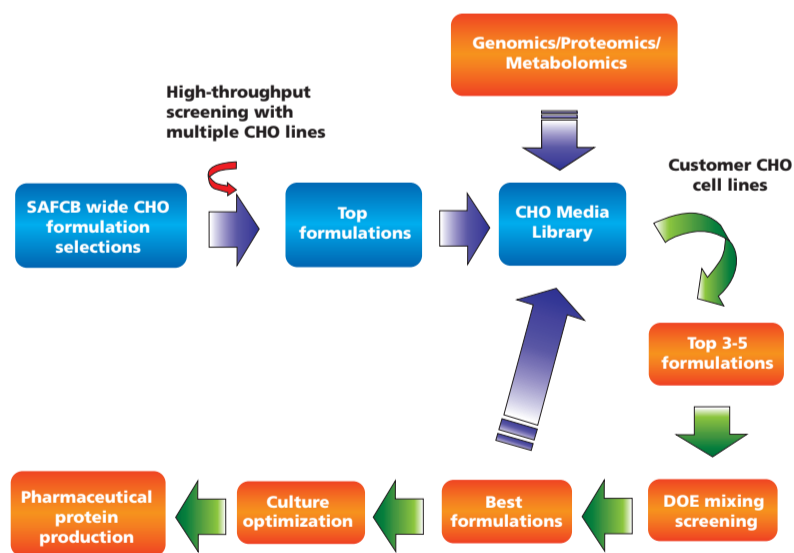 Genomics/Proteomics/
Metabolomics
High-throughput
screening with
multiple CHO lines
Customer CHO
cell lines
SAFCB wide CHO
formulation
selections
Top
formulations
CHO Media
Library
Top 3-5
formulations
Pharmaceutical
protein
production
Culture
optimization
Best
formulations
DOE mixing
screening